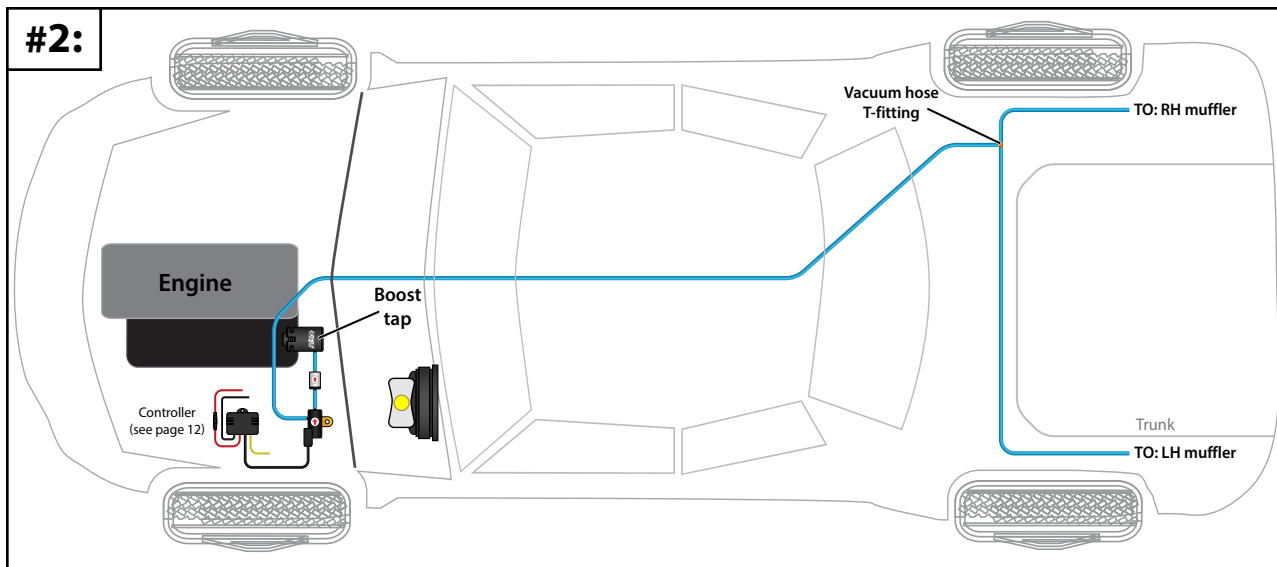 #2:
Vacuum hose
T-fitting
TO: RH muffler
Engine
Boost
tap
Controller
(see page 12)
Trunk
TO: LH muffler